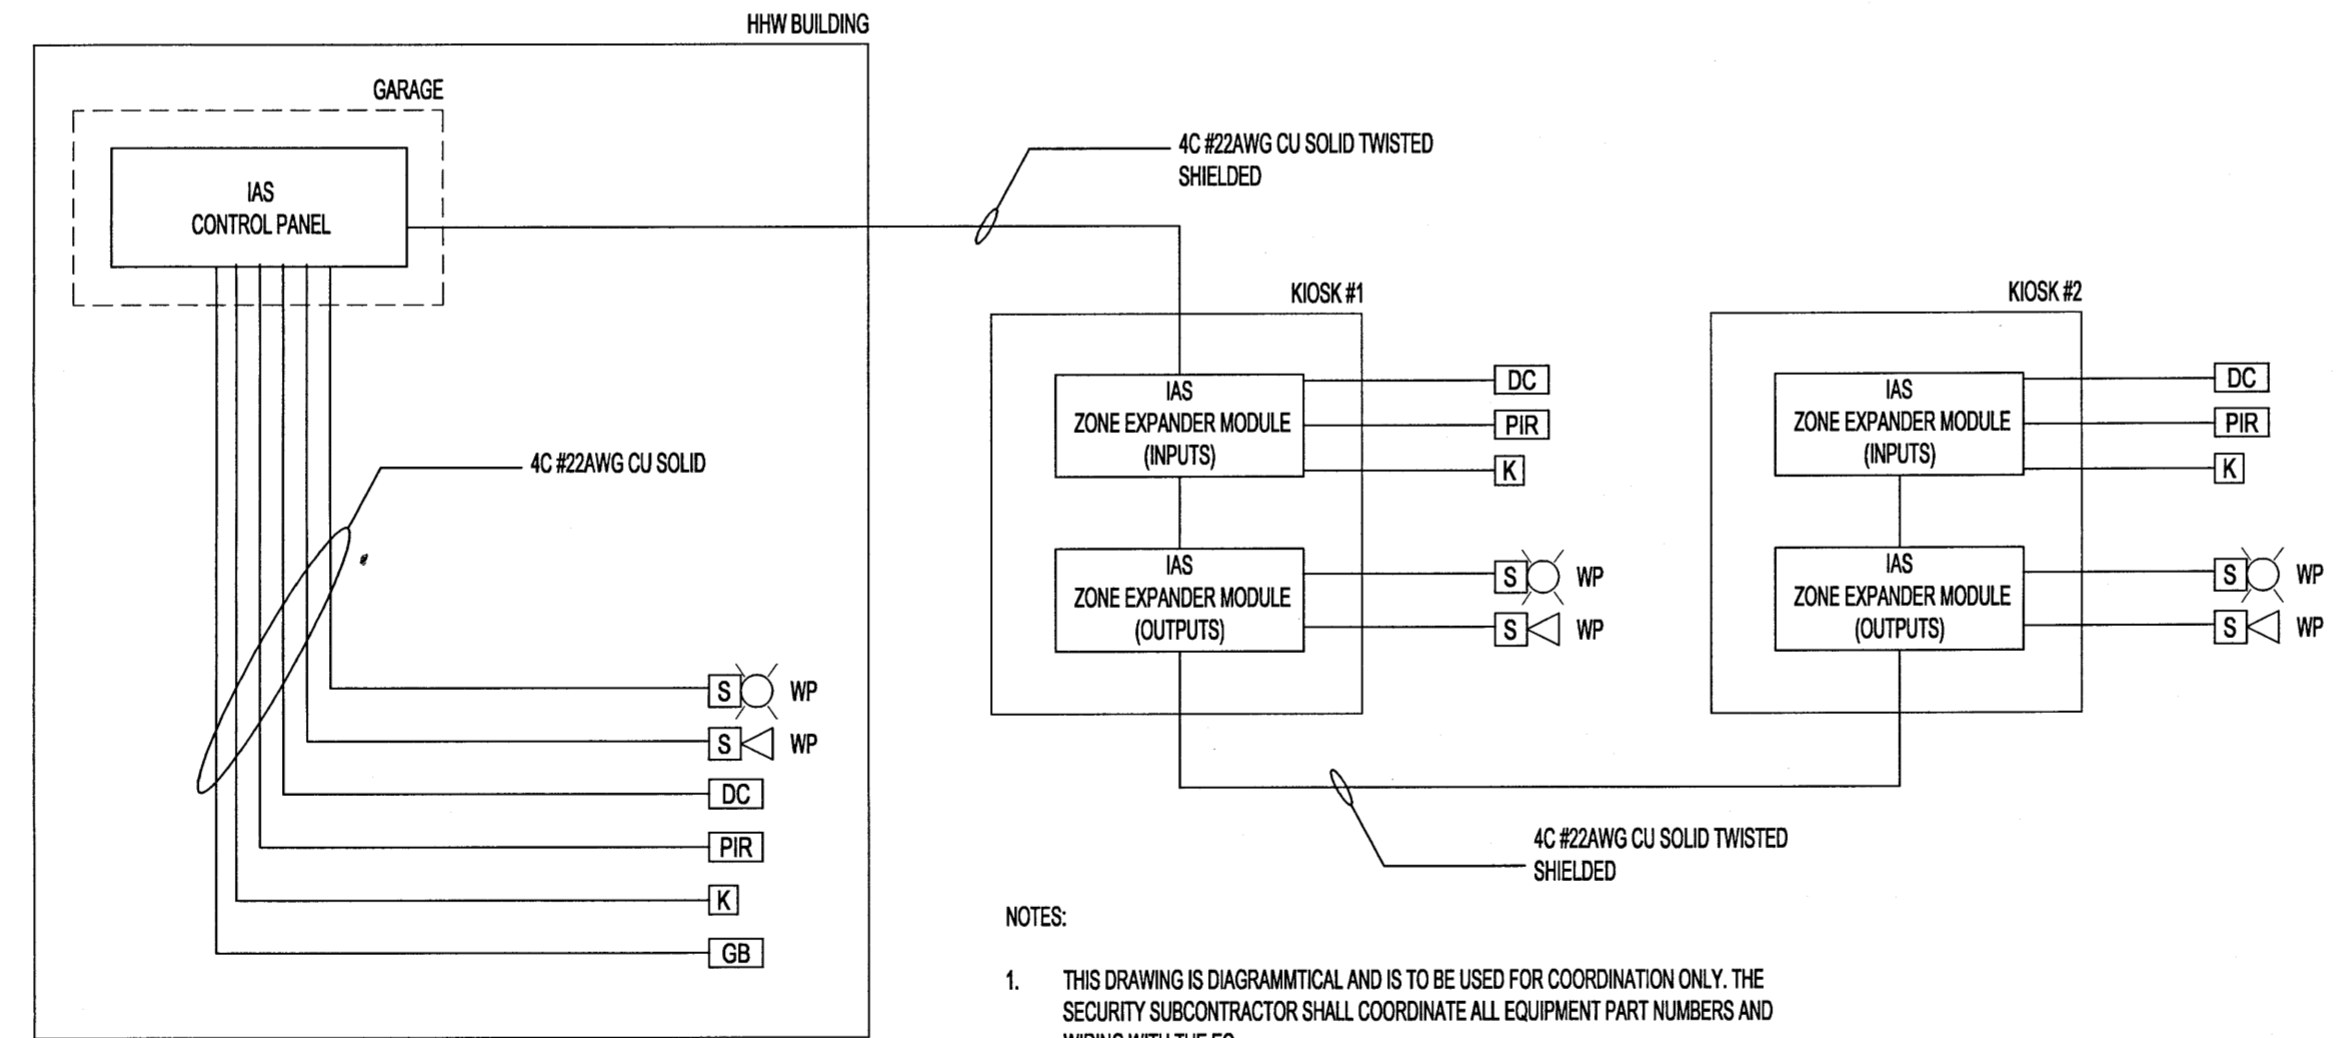 HHW BUILDING
GARAGE
IAS
CONTROL PANEL
4C #22AWG CU SOLID TWISTED
SHIELDED
4C #22AWG CU SOLID
S WP
S WP
DC
PIR
K
GB
KIOSK #1
IAS
ZONE EXPANDER MODULE
(INPUTS)
DC
PIR
K
IAS
ZONE EXPANDER MODULE
(OUTPUTS)
S WP
S WP
KIOSK #2
IAS
ZONE EXPANDER MODULE
(INPUTS)
DC
PIR
K
IAS
ZONE EXPANDER MODULE
(OUTPUTS)
S WP
S WP
4C #22AWG CU SOLID TWISTED
SHIELDED
NOTES:
1. THIS DRAWING IS DIAGRAMMTICAL AND IS TO BE USED FOR COORDINATION ONLY. THE
SECURITY SUBCONTRACTOR SHALL COORDINATE ALL EQUIPMENT PART NUMBERS AND
WIRING WITH THE